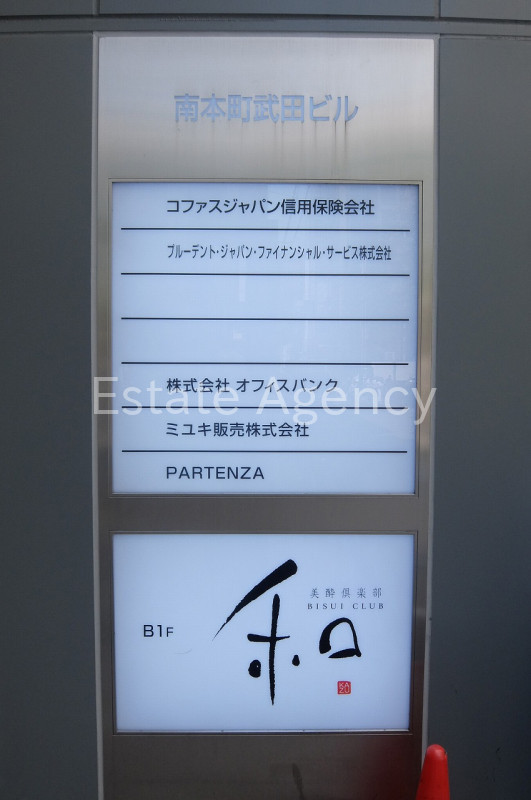 南本町武田ビル
コファスジャパン信用保険会社
プルーデント・ジャパン・ファイナンシャル・サービス株式会社
株式会社 オフィスバンク
Estate Agency
ミユキ販売株式会社
PARTENZA
美酔倶楽部
BISUI CLUB
B1F
和
KAZO